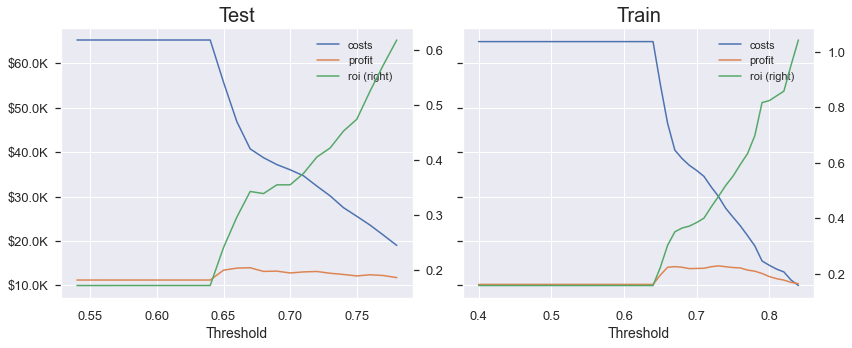 Test
Train
costs
profit
roi (right)
costs
profit
roi (right)
$60.0K
$50.0K
$40.0K
$30.0K
$20.0K
$10.0K
0.6
0.5
0.4
0.3
0.2
1.0
0.8
0.6
0.4
0.2
0.55 0.60 0.65 0.70 0.75
0.4 0.5 0.6 0.7 0.8
Threshold
Threshold